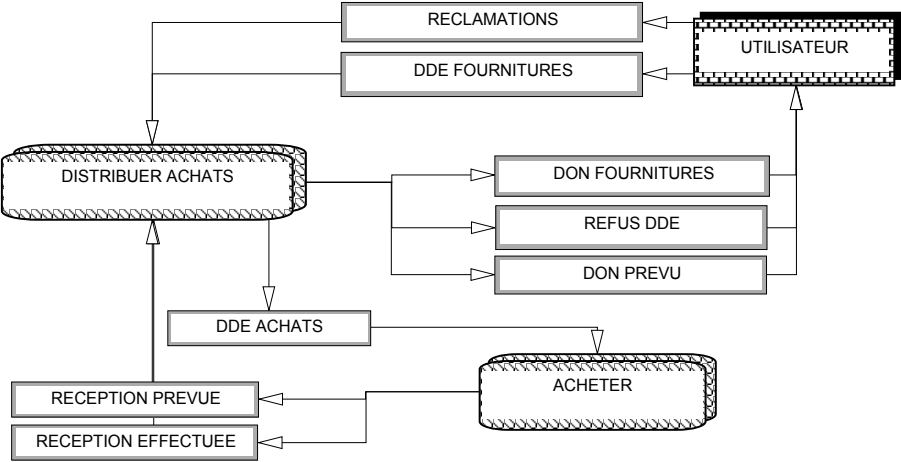 RECLAMATIONS
UTILISATEUR
DDE FOURNITURES
DISTRIBUER ACHATS
DON FOURNITURES
REFUS DDE
DON PREVU
DDE ACHATS
ACHETER
RECEPTION PREVUE
RECEPTION EFFECTUEE